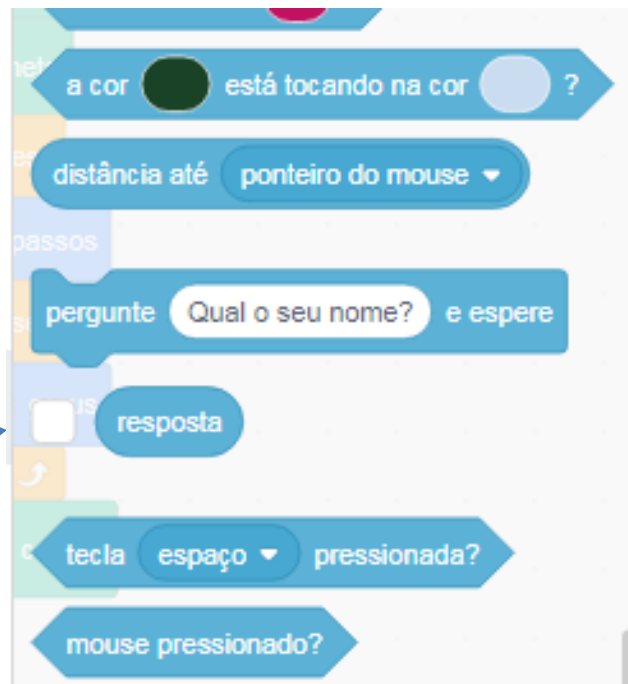 a cor está tocando na cor ?
distância até ponteiro do mouse
passos
pergunte Qual o seu nome? e espere
resposta
tecla espaço pressionada?
mouse pressionado?